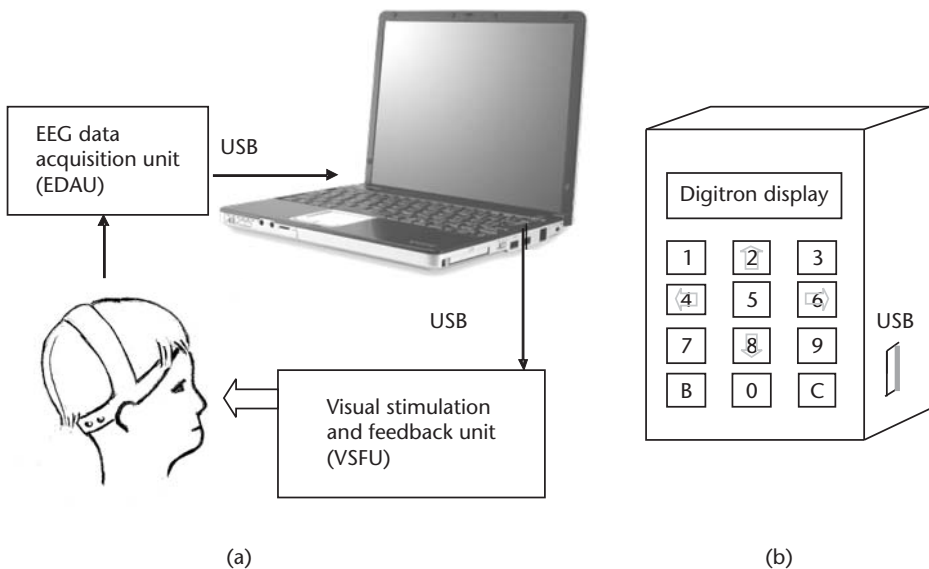 EEG data
acquisition unit
(EDAU)
USB
USB
Visual stimulation
and feedback unit
(VSFU)
(a)
Digitron display
1 2 3
4 5 6
7 8 9
B 0 C
USB
(b)